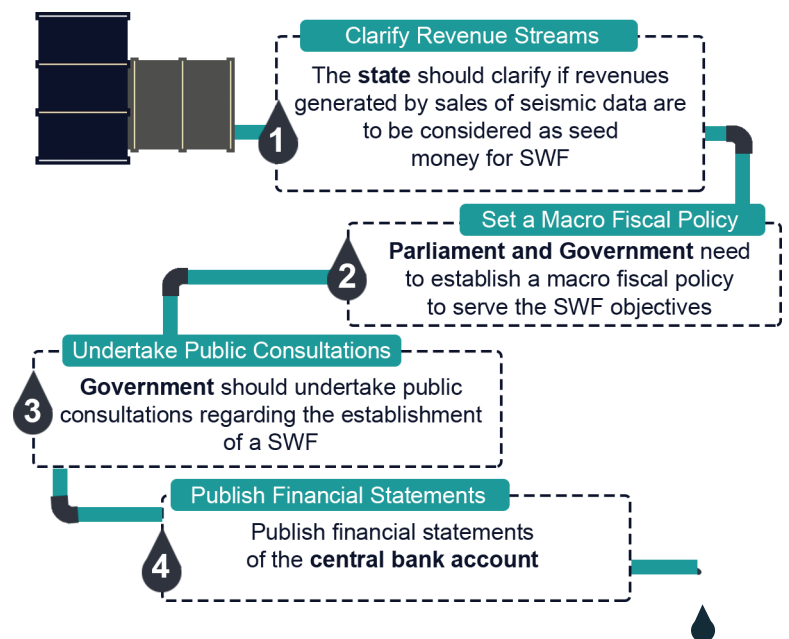 Clarify Revenue Streams
The state should clarify if revenues
generated by sales of seismic data are
to be considered as seed
money for SWF
1
Set a Macro Fiscal Policy
Parliament and Government need
to establish a macro fiscal policy
to serve the SWF objectives
2
Undertake Public Consultations
Government should undertake public
consultations regarding the establishment
of a SWF
3
Publish Financial Statements
Publish financial statements
of the central bank account
4